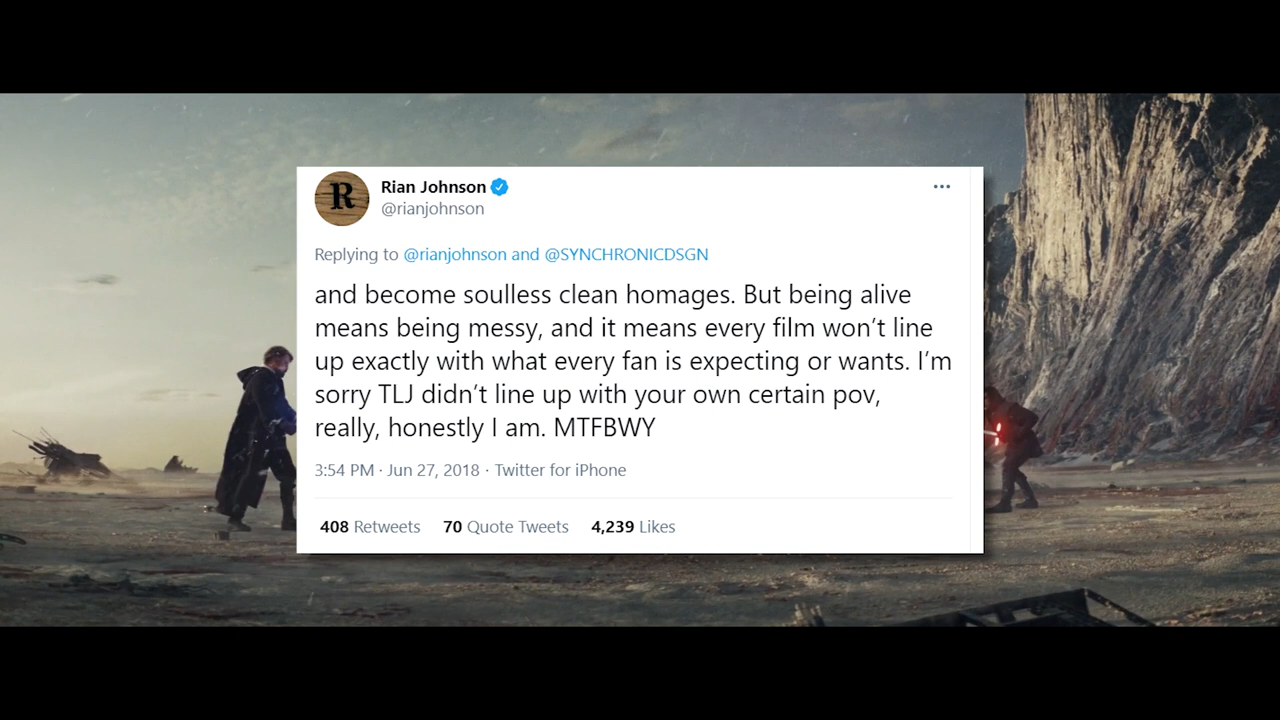 R
Rian Johnson
@rianjohnson
Replying to @rianjohnson and @SYNCHRONICDSGN
and become soulless clean homages. But being alive
means being messy, and it means every film won’t line
up exactly with what every fan is expecting or wants. I’m
sorry TLJ didn’t line up with your own certain pov,
really, honestly I am. MTFBWY
3:54 PM · Jun 27, 2018 · Twitter for iPhone
408 Retweets 70 Quote Tweets 4,239 Likes